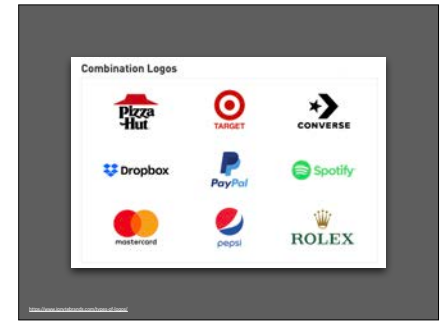 Combination Logos
Pizza
Hut
TARGET
CONVERSE
Dropbox
PayPal
Spotify
mastercard
pepsi
ROLEX